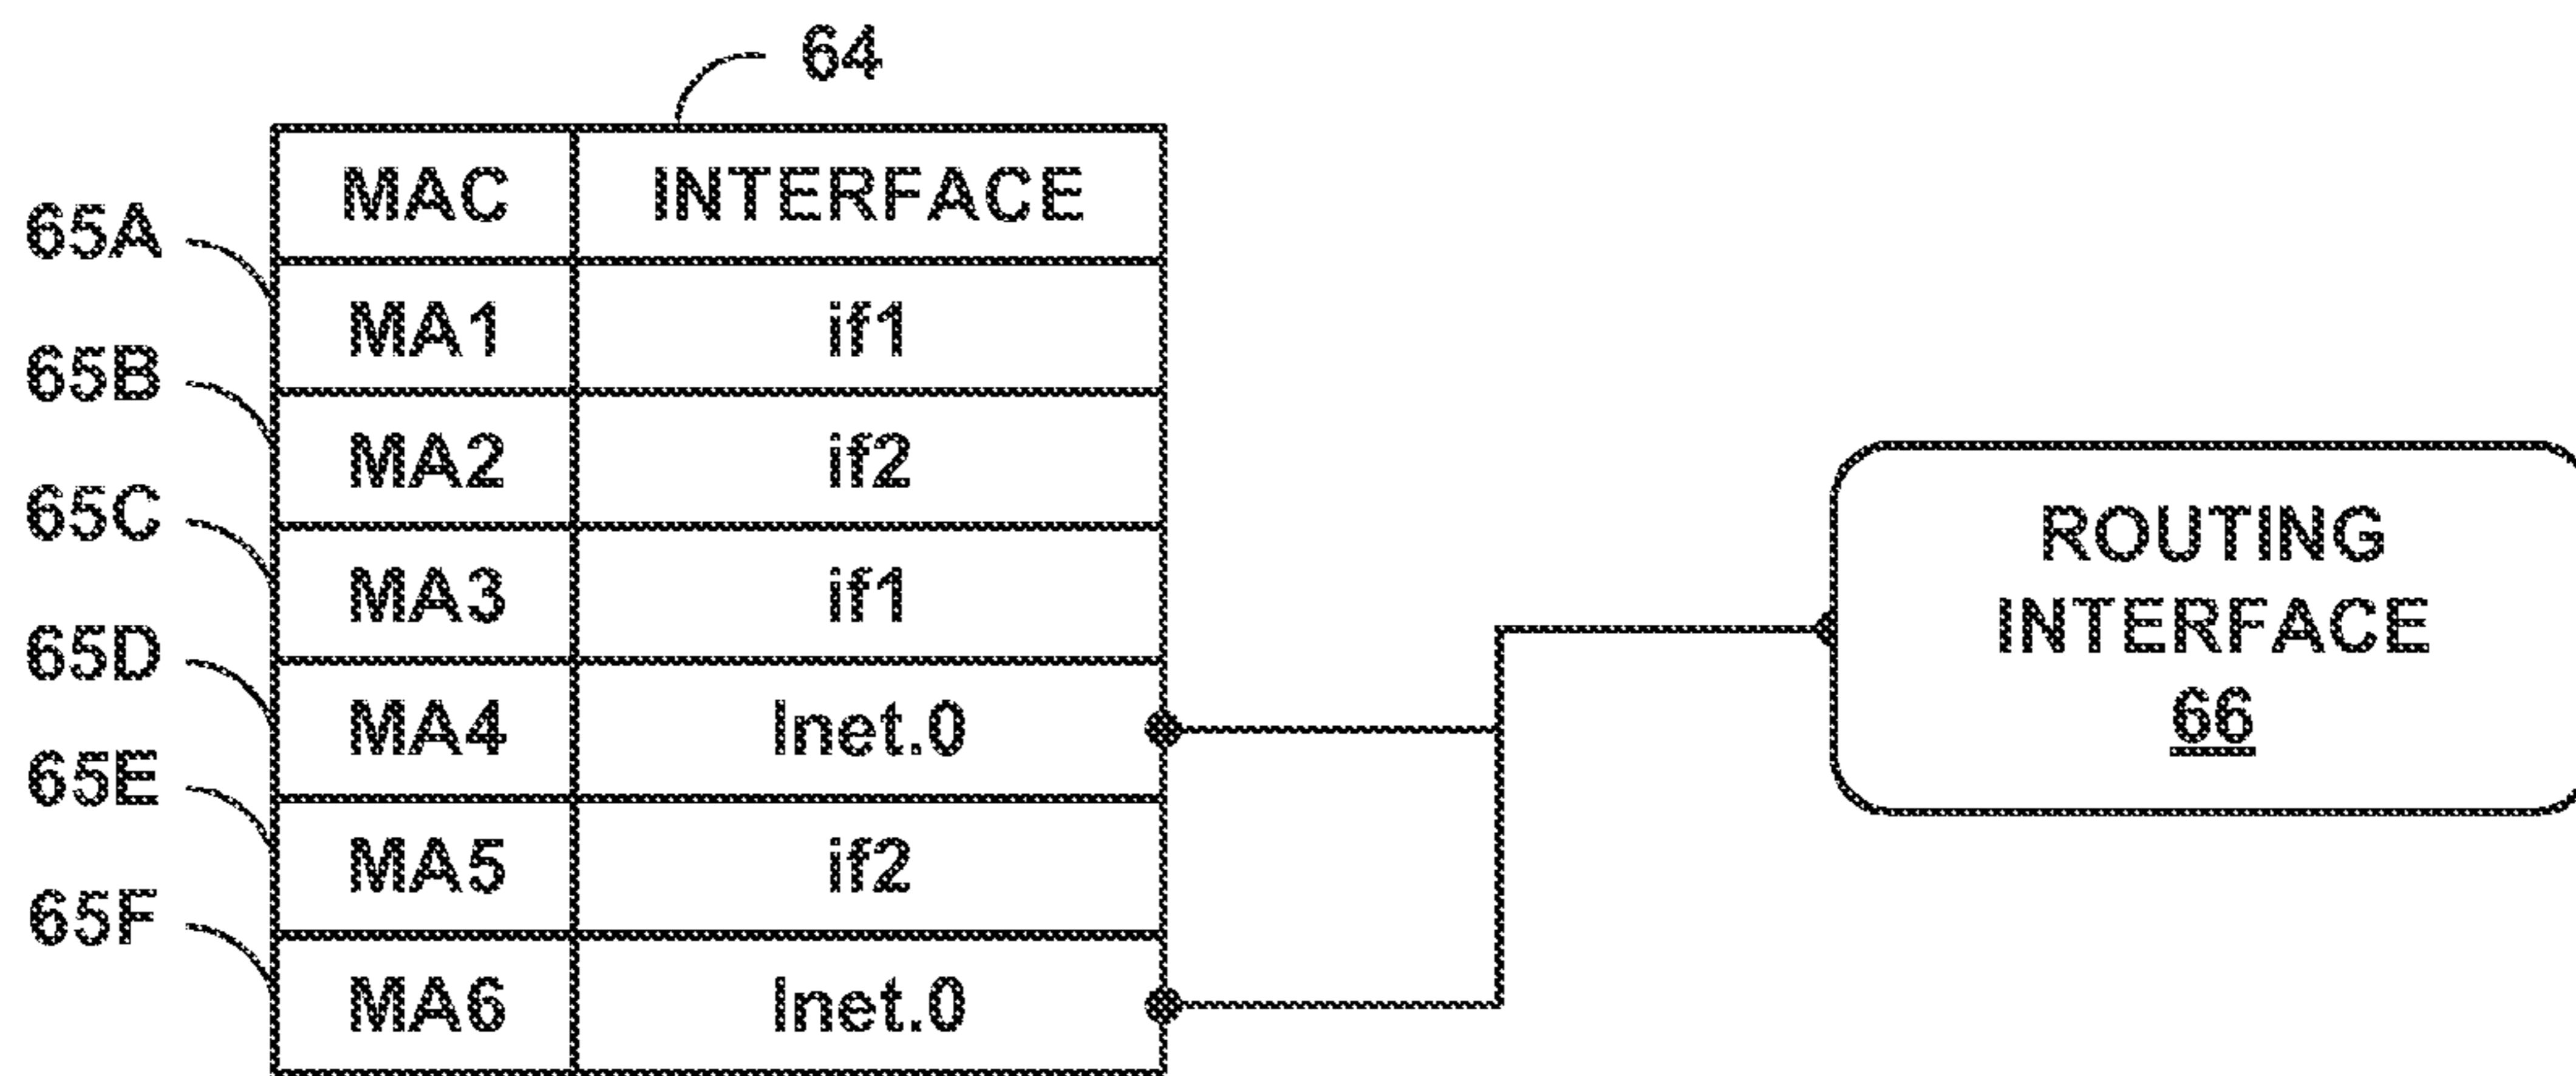 64
MAC INTERFACE
65A
MA1 if1
65B
MA2 if2
65C
MA3 if1
65D
MA4 Inet.0
65E
MA5 if2
65F
MA6 Inet.0
ROUTING
INTERFACE
66